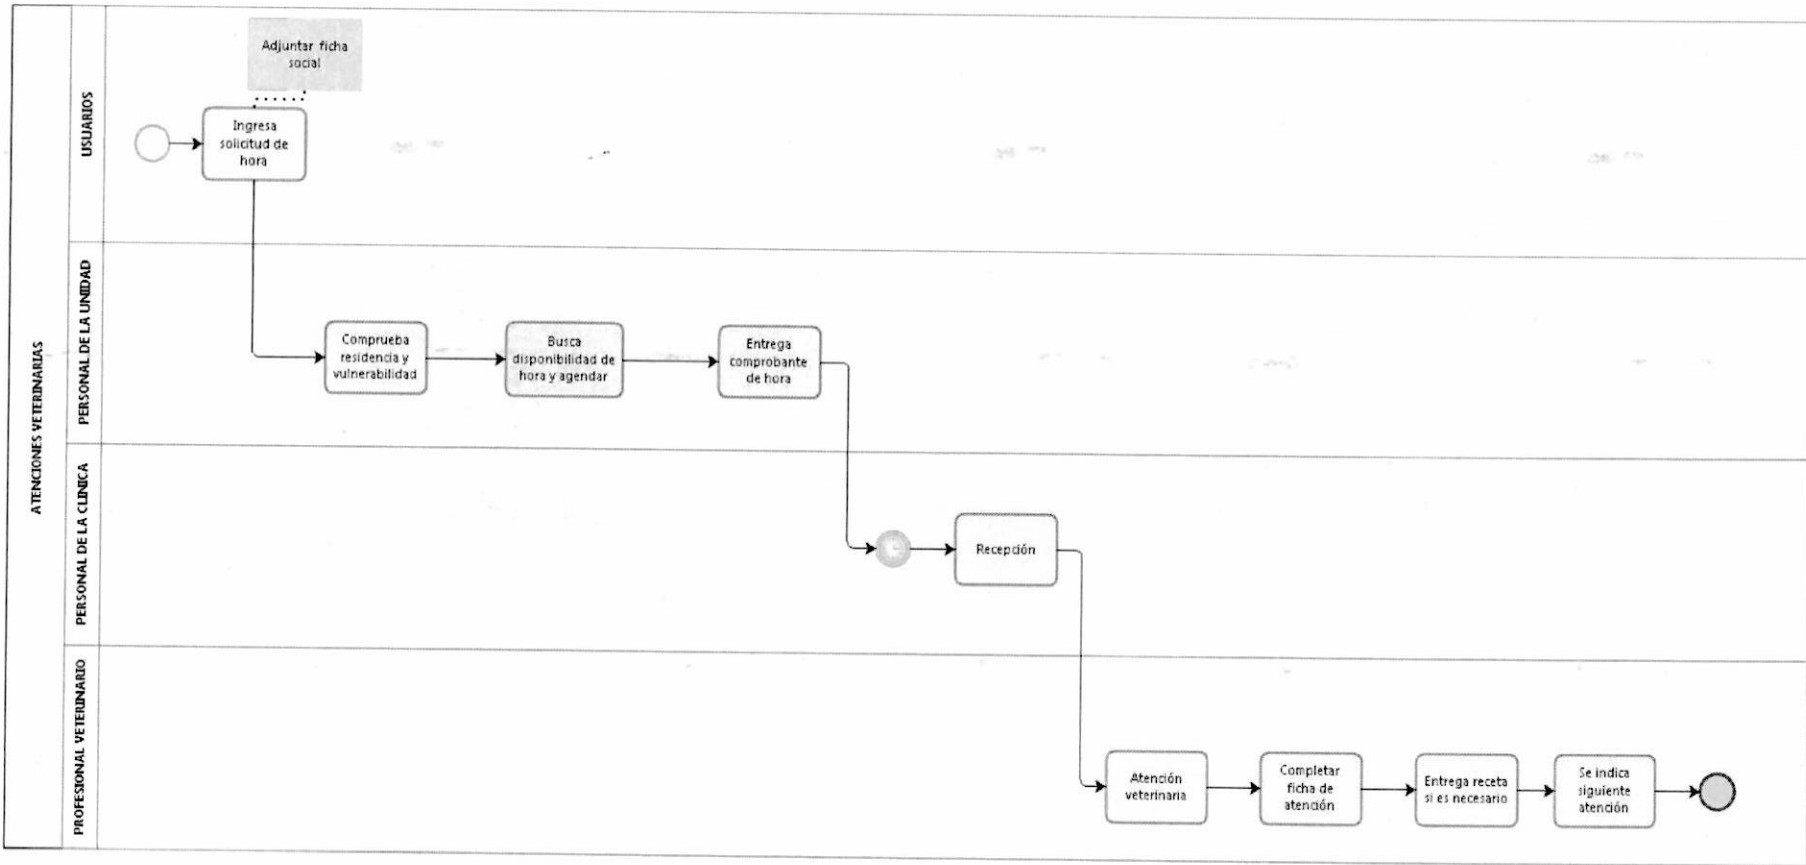 ATENCIONES VETERINARIAS
USUARIOS
Adjuntar ficha
social
Ingresa
solicitud de
hora
PERSONAL DE LA UNIDAD
Comprueba
residencia y
vulnerabilidad
Busca
disponibilidad de
hora y agendar
Entrega
comprobante
de hora
PERSONAL DE LA CLINICA
Recepción
PROFESIONAL VETERINARIO
Atención
veterinaria
Completar
ficha de
atención
Entrega receta
si es necesario
Se indica
siguiente
atención